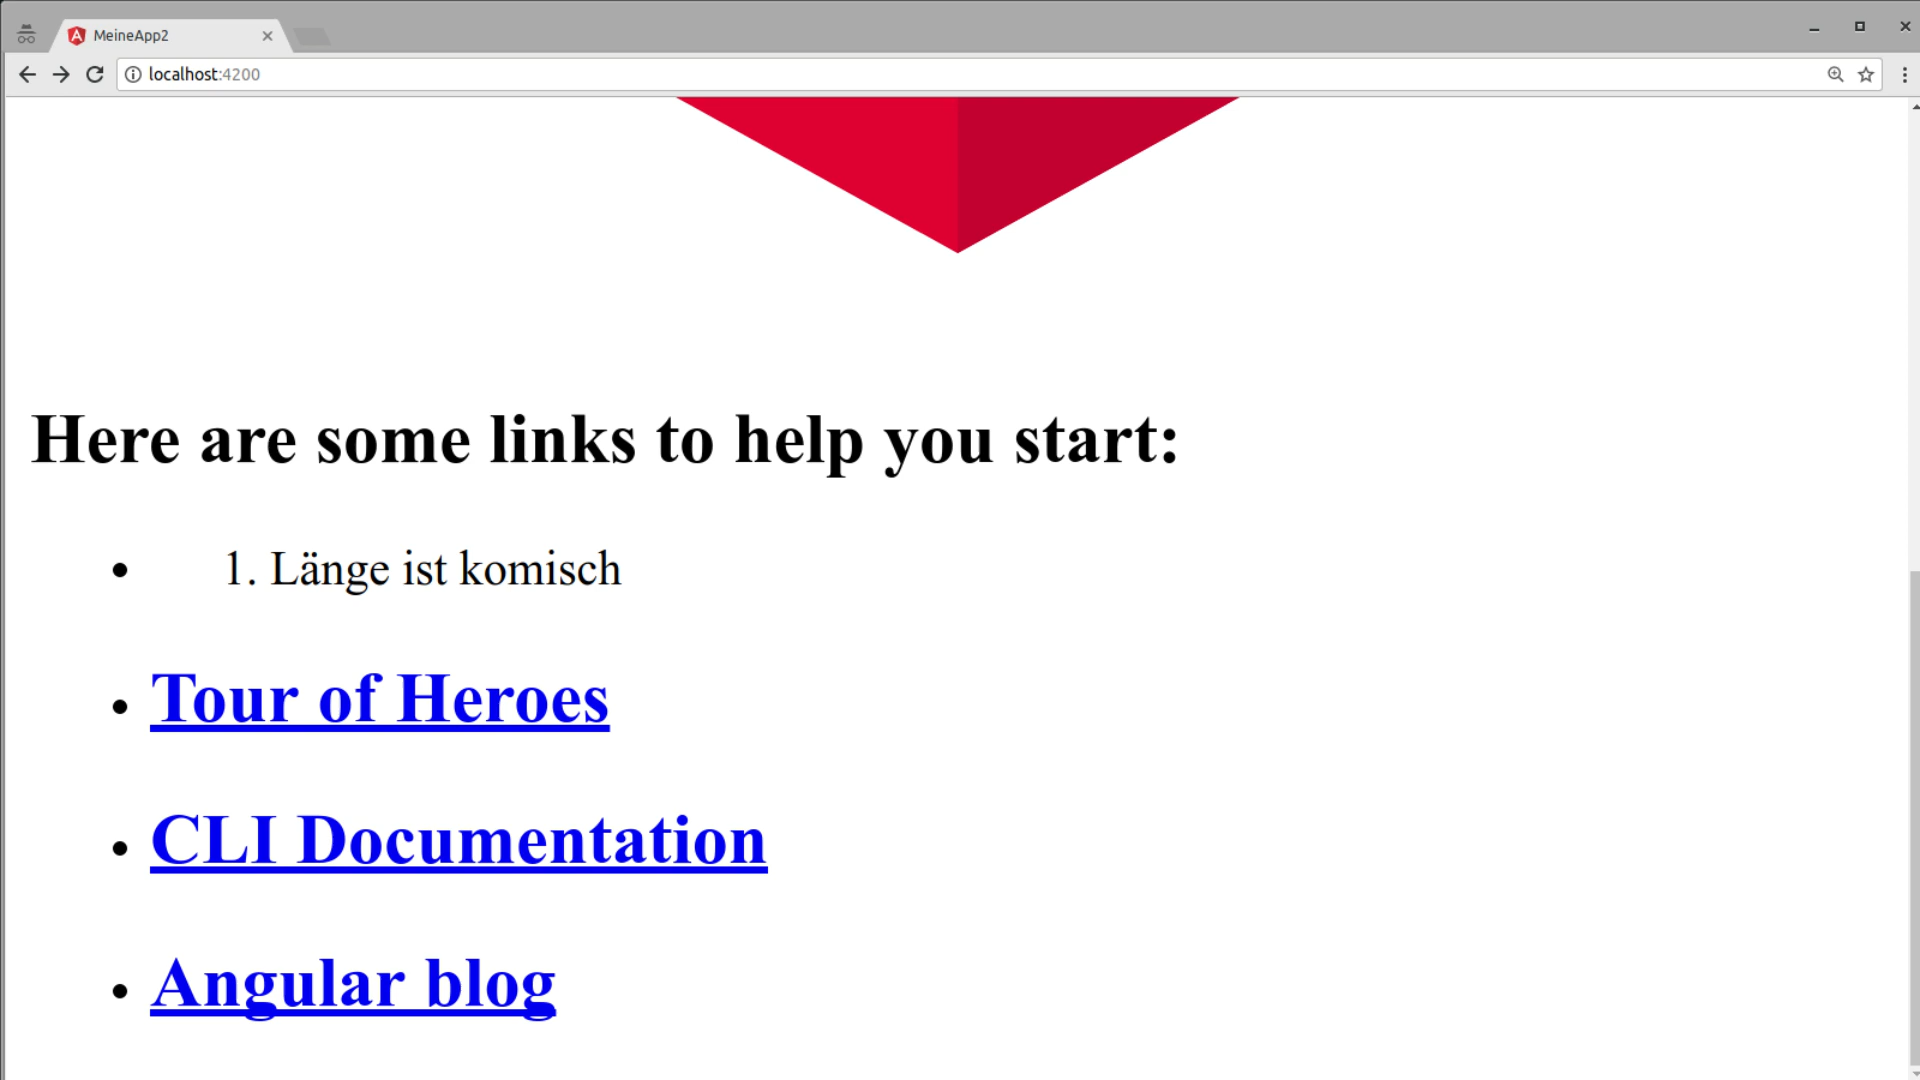 MeineApp2
localhost:4200
Here are some links to help you start:
1. Länge ist komisch
Tour of Heroes
CLI Documentation
Angular blog